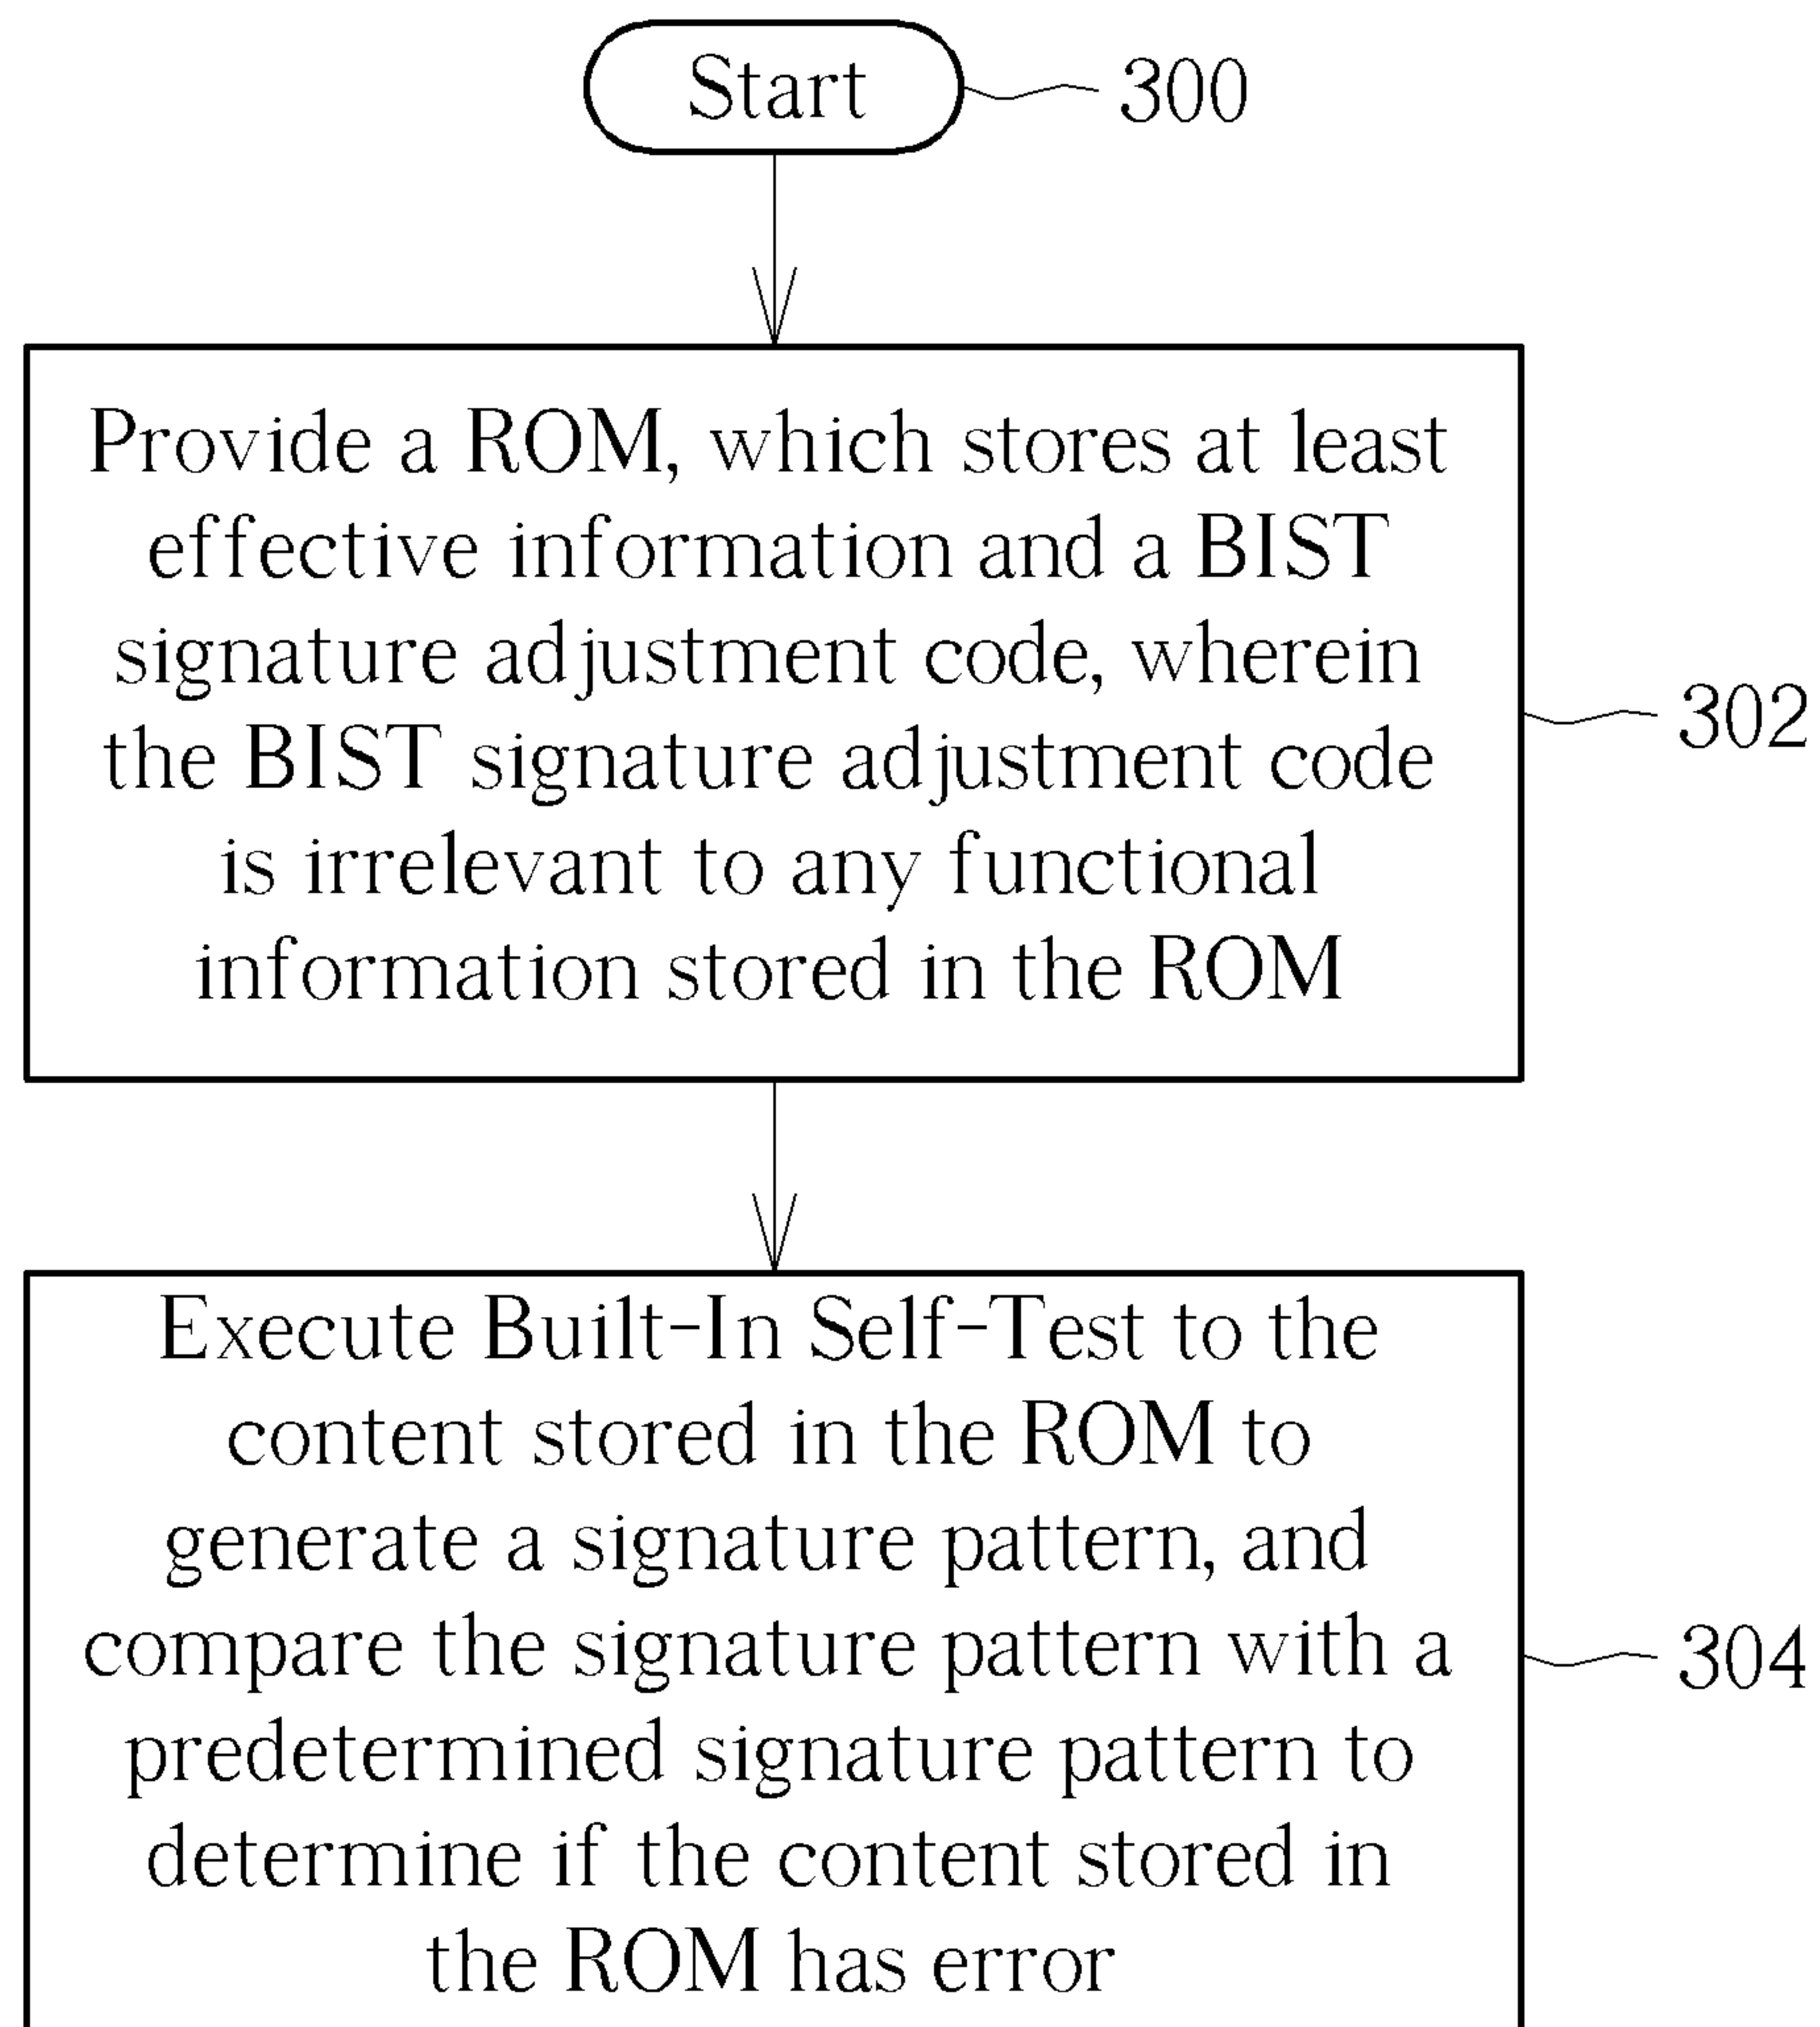 Start
300
Provide a ROM, which stores at least
effective information and a BIST
signature adjustment code, wherein
the BIST signature adjustment code
is irrelevant to any functional
information stored in the ROM
302
Execute Built-In Self-Test to the
content stored in the ROM to
generate a signature pattern, and
compare the signature pattern with a
predetermined signature pattern to
determine if the content stored in
the ROM has error
304